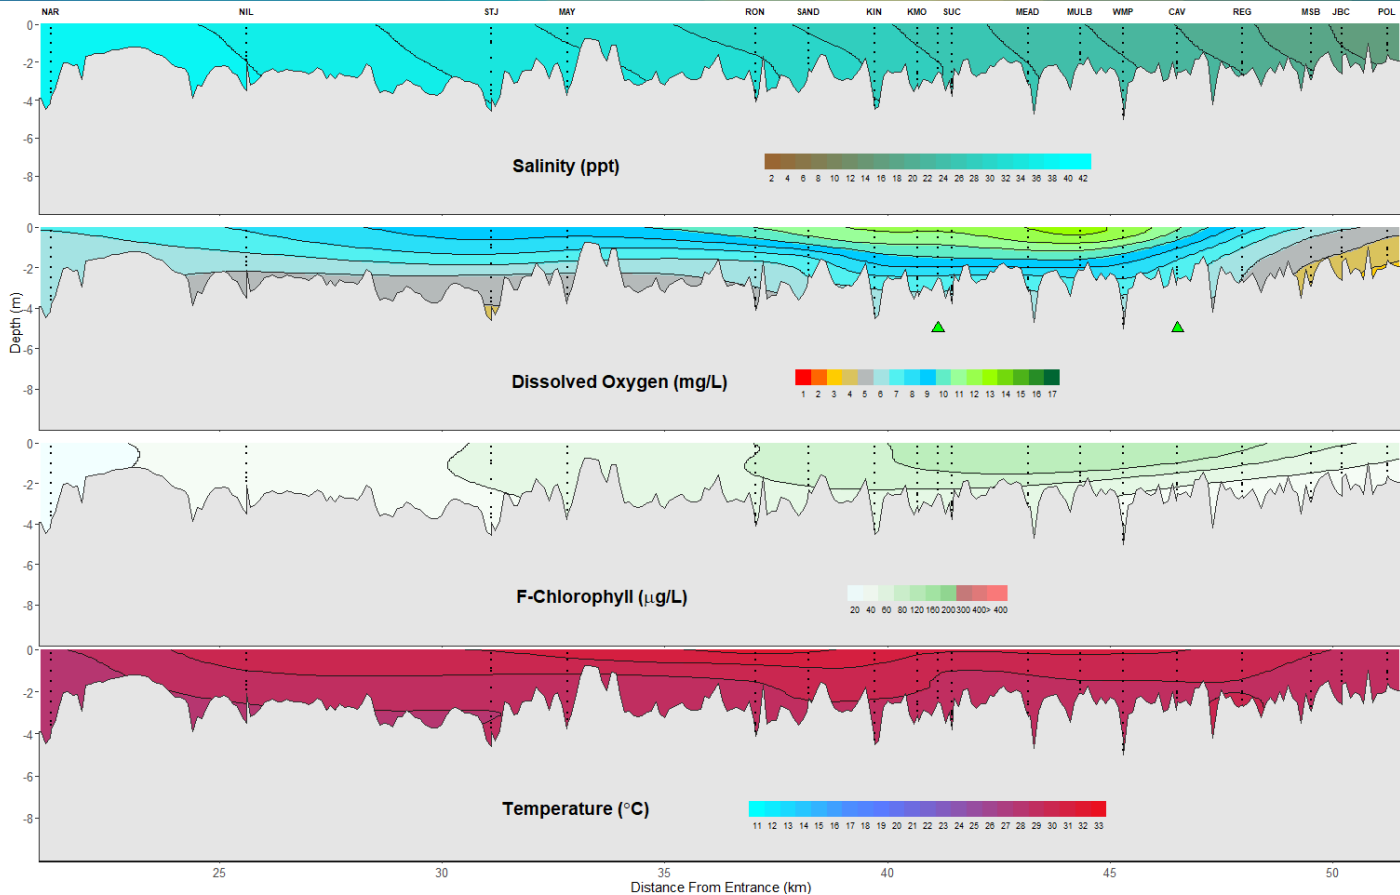 NAR NIL STJ MAY RON SAND KIN KMO SUC MEAD MULB WMP CAV REG MSB JBC POL
0
-2
-4
-6
-8
Salinity (ppt)
2 4 6 8 10 12 14 16 18 20 22 24 26 28 30 32 34 36 38 40 42
0
-2
-4
-6
-8
Depth (m)
Dissolved Oxygen (mg/L)
1 2 3 4 5 6 7 8 9 10 11 12 13 14 15 16 17
0
-2
-4
-6
-8
F-Chlorophyll (μg/L)
20 40 60 80 120 160 200 300 400 > 400
0
-2
-4
-6
-8
Temperature (°C)
11 12 13 14 15 16 17 18 19 20 21 22 23 24 25 26 27 28 29 30 31 32 33
25 30 35 40 45 50
Distance From Entrance (km)